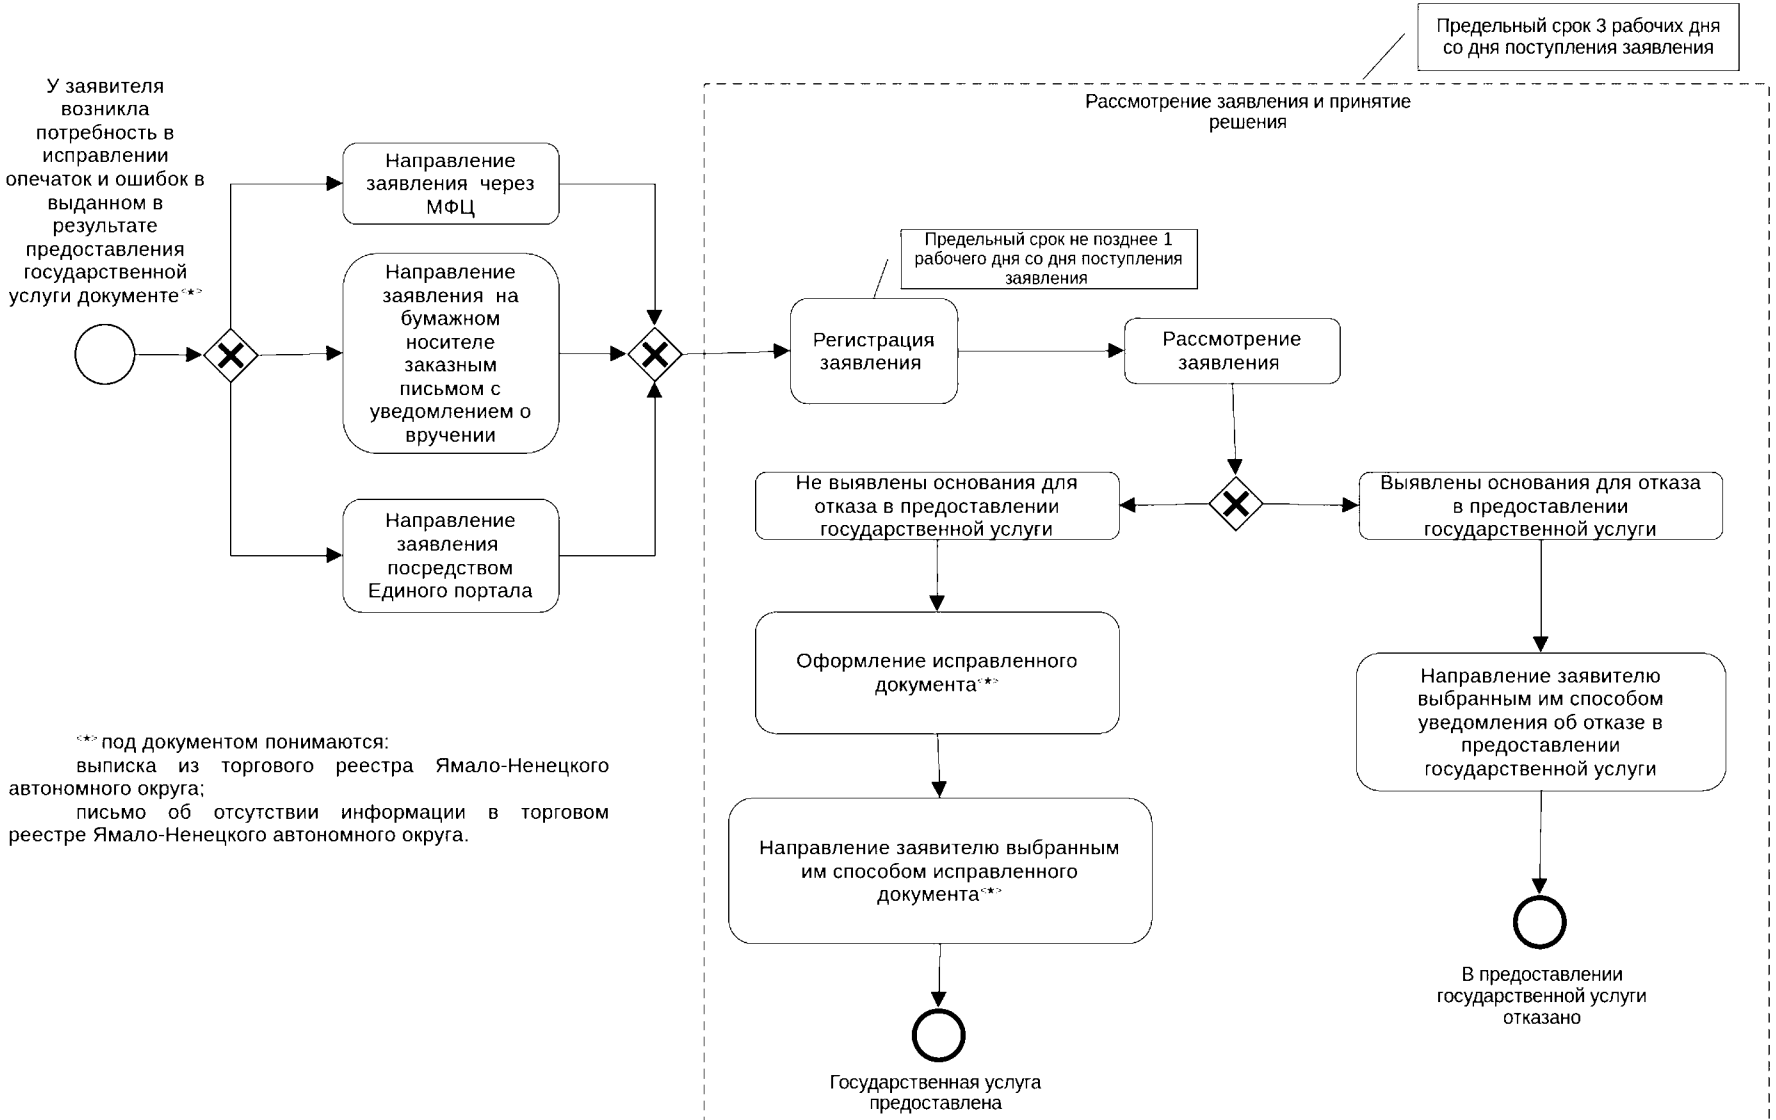 Предельный срок 3 рабочих дня
со дня поступления заявления
Рассмотрение заявления и принятие
решения
У заявителя
возникла
потребность в
исправлении
опечаток и ошибок в
выданном в
результате
предоставления
государственной
услуги документе<*>
Направление
заявления через
МФЦ
Направление
заявления на
бумажном
носителе
заказным
письмом с
уведомлением о
вручении
Направление
заявления
посредством
Единого портала
Предельный срок не позднее 1
рабочего дня со дня поступления
заявления
Регистрация
заявления
Рассмотрение
заявления
Не выявлены основания для
отказа в предоставлении
государственной услуги
Выявлены основания для отказа
в предоставлении
государственной услуги
Оформление исправленного
документа<*>
Направление заявителю
выбранным им способом
уведомления об отказе в
предоставлении
государственной услуги
Направление заявителю выбранным
им способом исправленного
документа<*>
В предоставлении
государственной услуги
отказано
Государственная услуга
предоставлена
<*> под документом понимаются:
выписка из торгового реестра Ямало-Ненецкого
автономного округа;
письмо об отсутствии информации в торговом
реестре Ямало-Ненецкого автономного округа.